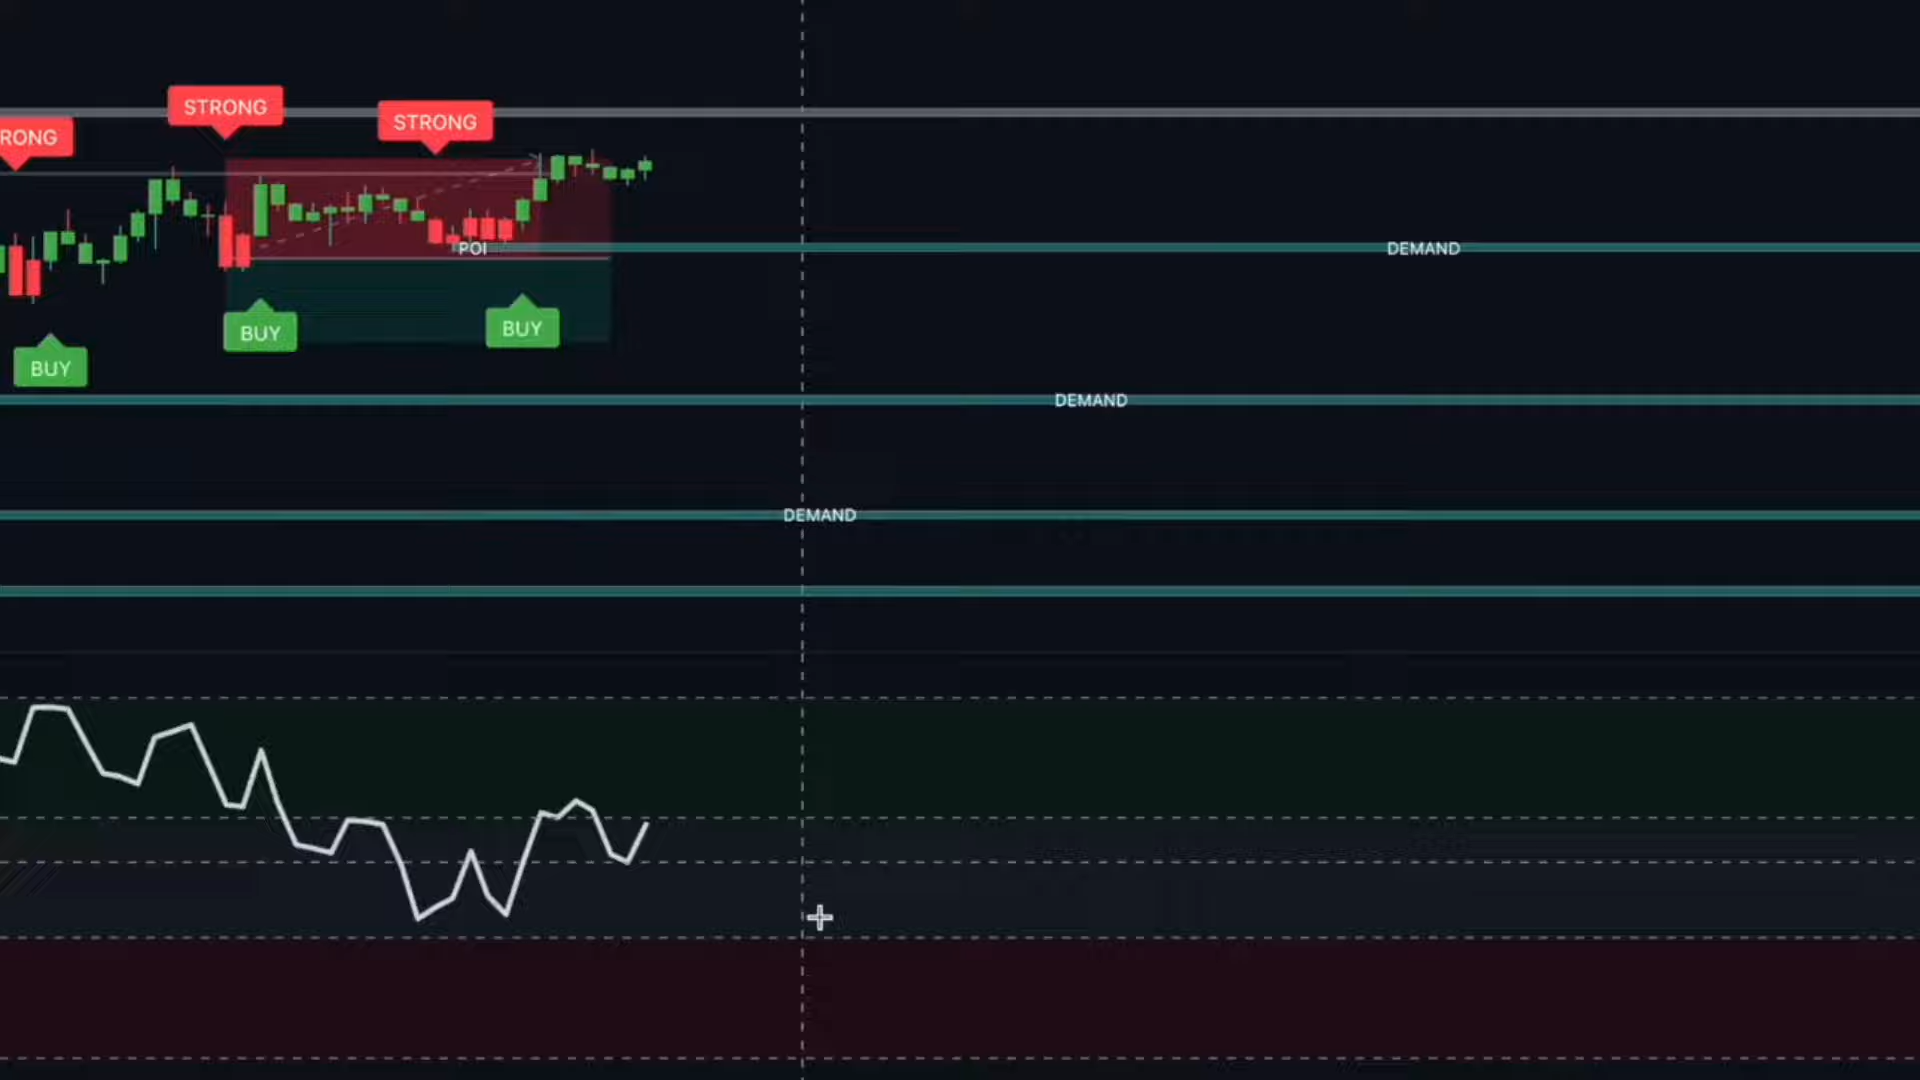 STRONG
STRONG
RONG
POI
DEMAND
BUY
BUY
BUY
DEMAND
DEMAND